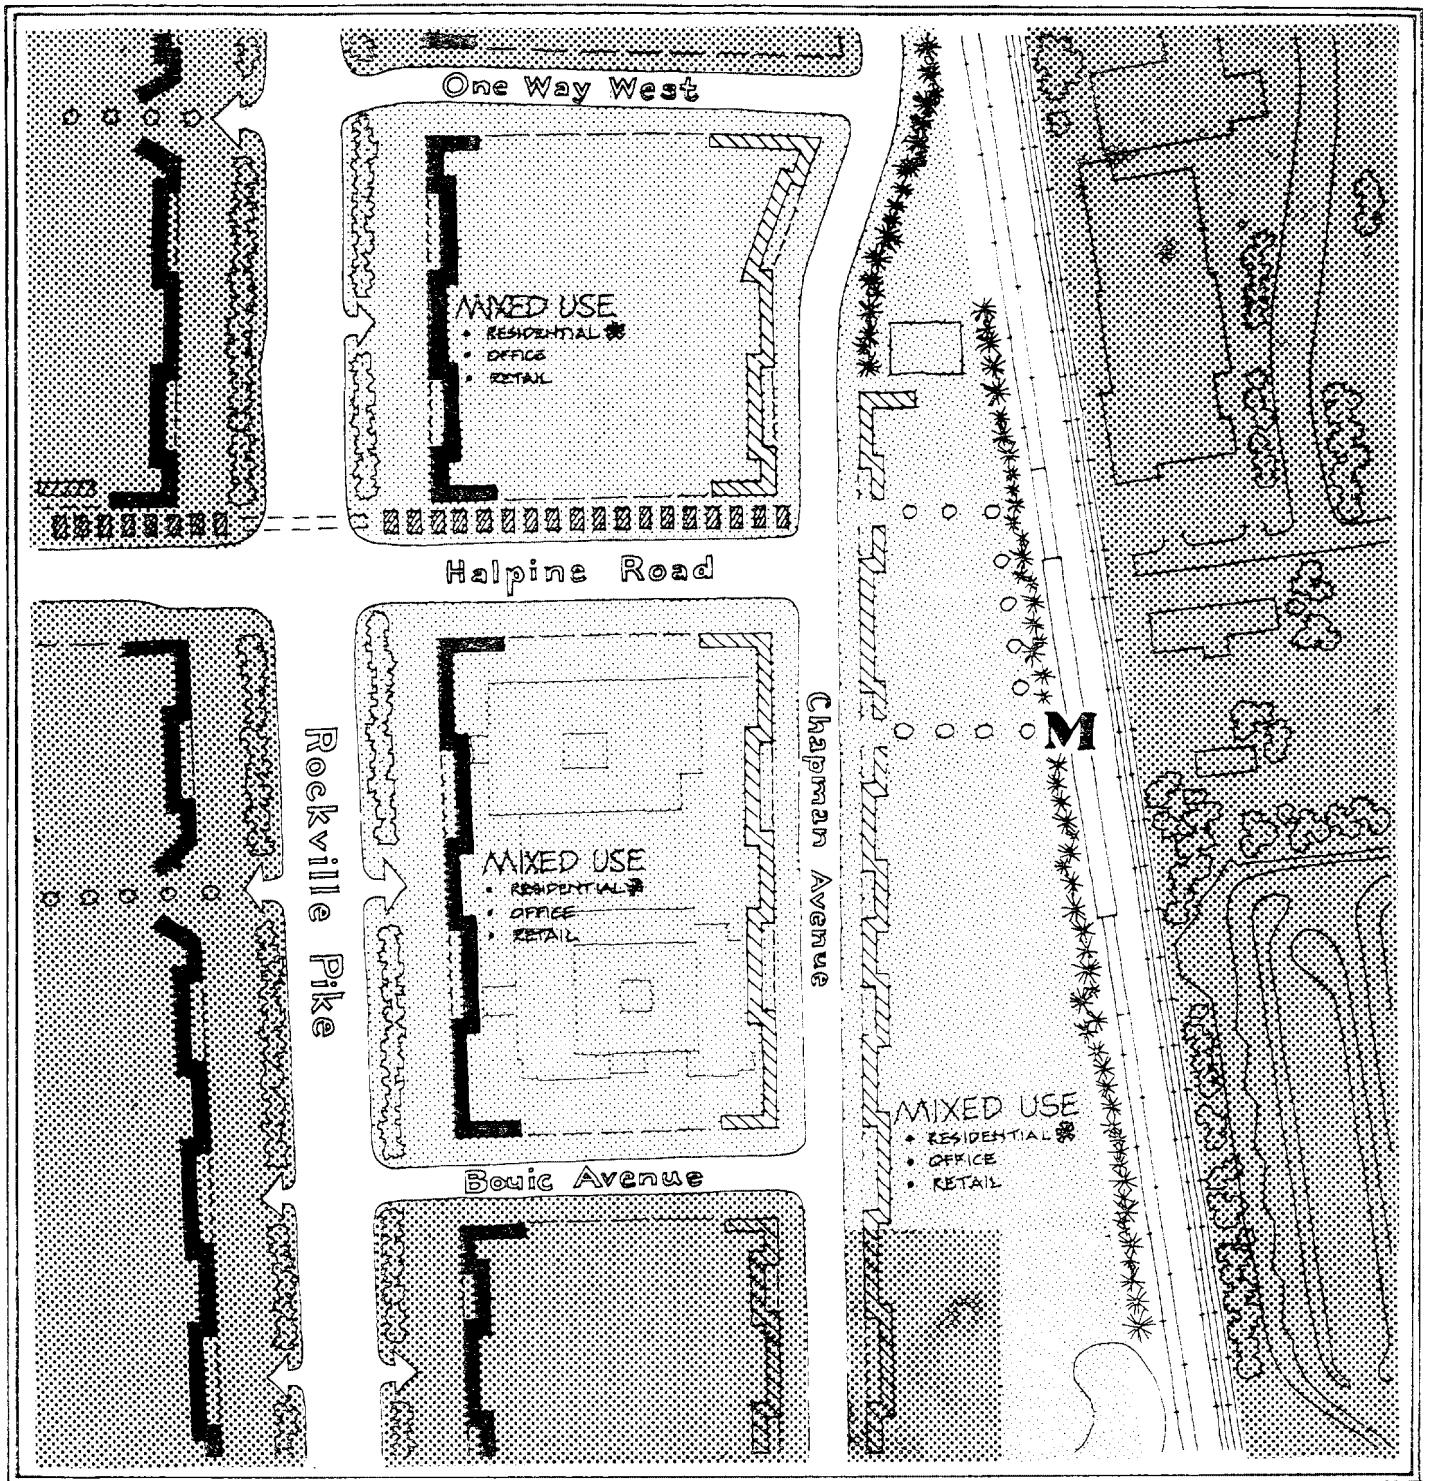 One Way West
MIXED USE
• RESIDENTIAL *
• OFFICE
• RETAIL
Halpine Road
Rockville Pike
Chapman Avenue
M
MIXED USE
• RESIDENTIAL *
• OFFICE
• RETAIL
MIXED USE
• RESIDENTIAL *
• OFFICE
• RETAIL
Bouic Avenue